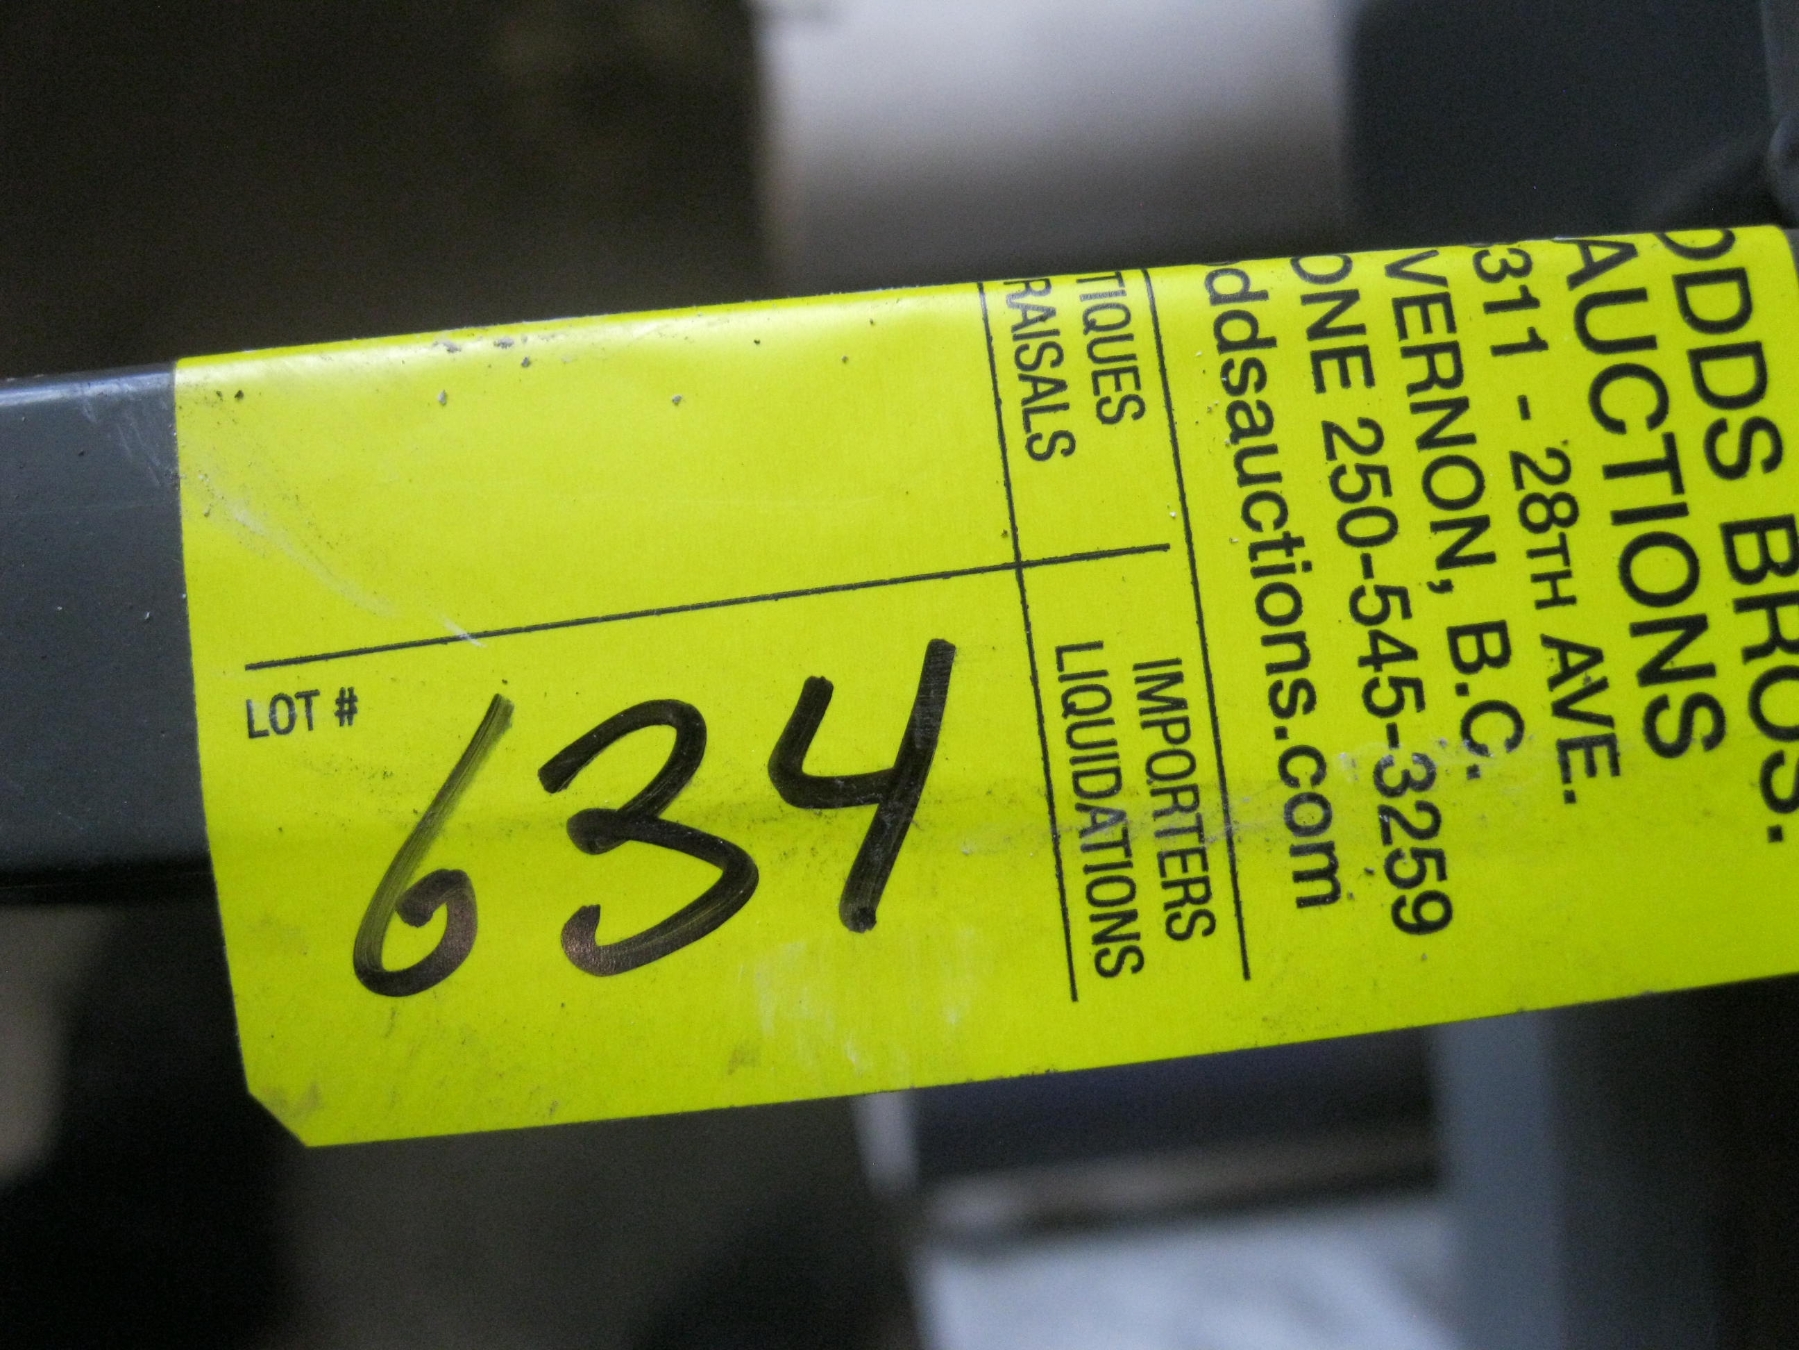 ODDS BROS.
AUCTIONS
311 - 28TH AVE.
VERNON, B.C.
ONE 250-545-3259
ddsauctions.com
TIQUES
IMPORTERS
RAISALS
LIQUIDATIONS
LOT #
634